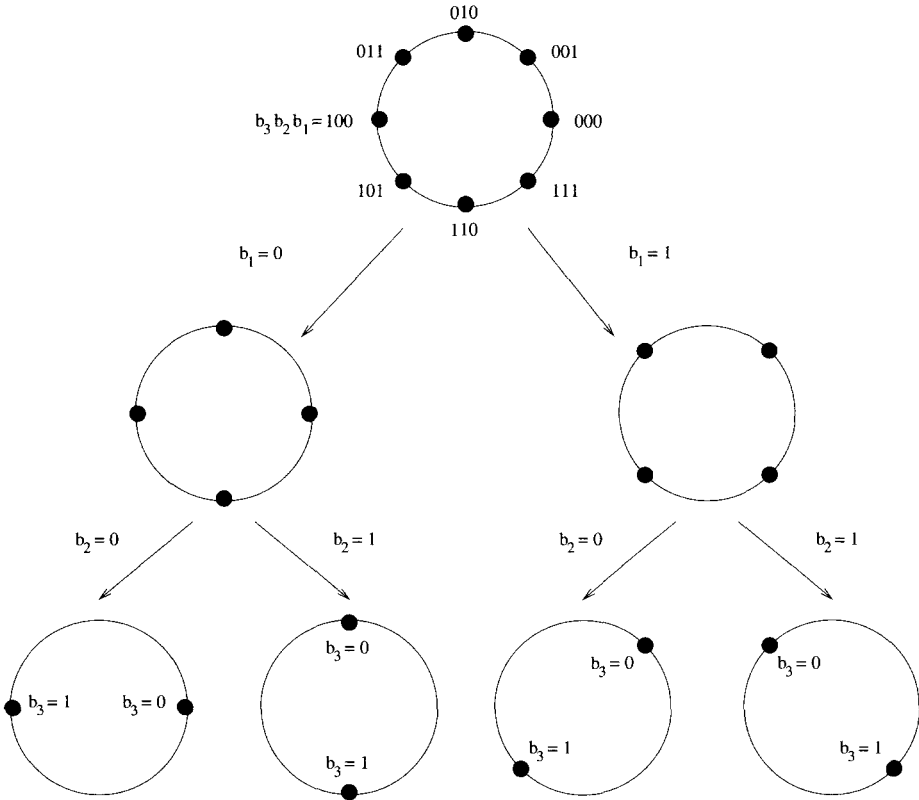 010
011
001
b₃ b₂ b₁ = 100
000
101
111
110
b₁ = 0
b₁ = 1
b₂ = 0
b₂ = 1
b₂ = 0
b₂ = 1
b₃ = 0
b₃ = 0
b₃ = 0
b₃ = 1
b₃ = 0
b₃ = 1
b₃ = 1
b₃ = 1